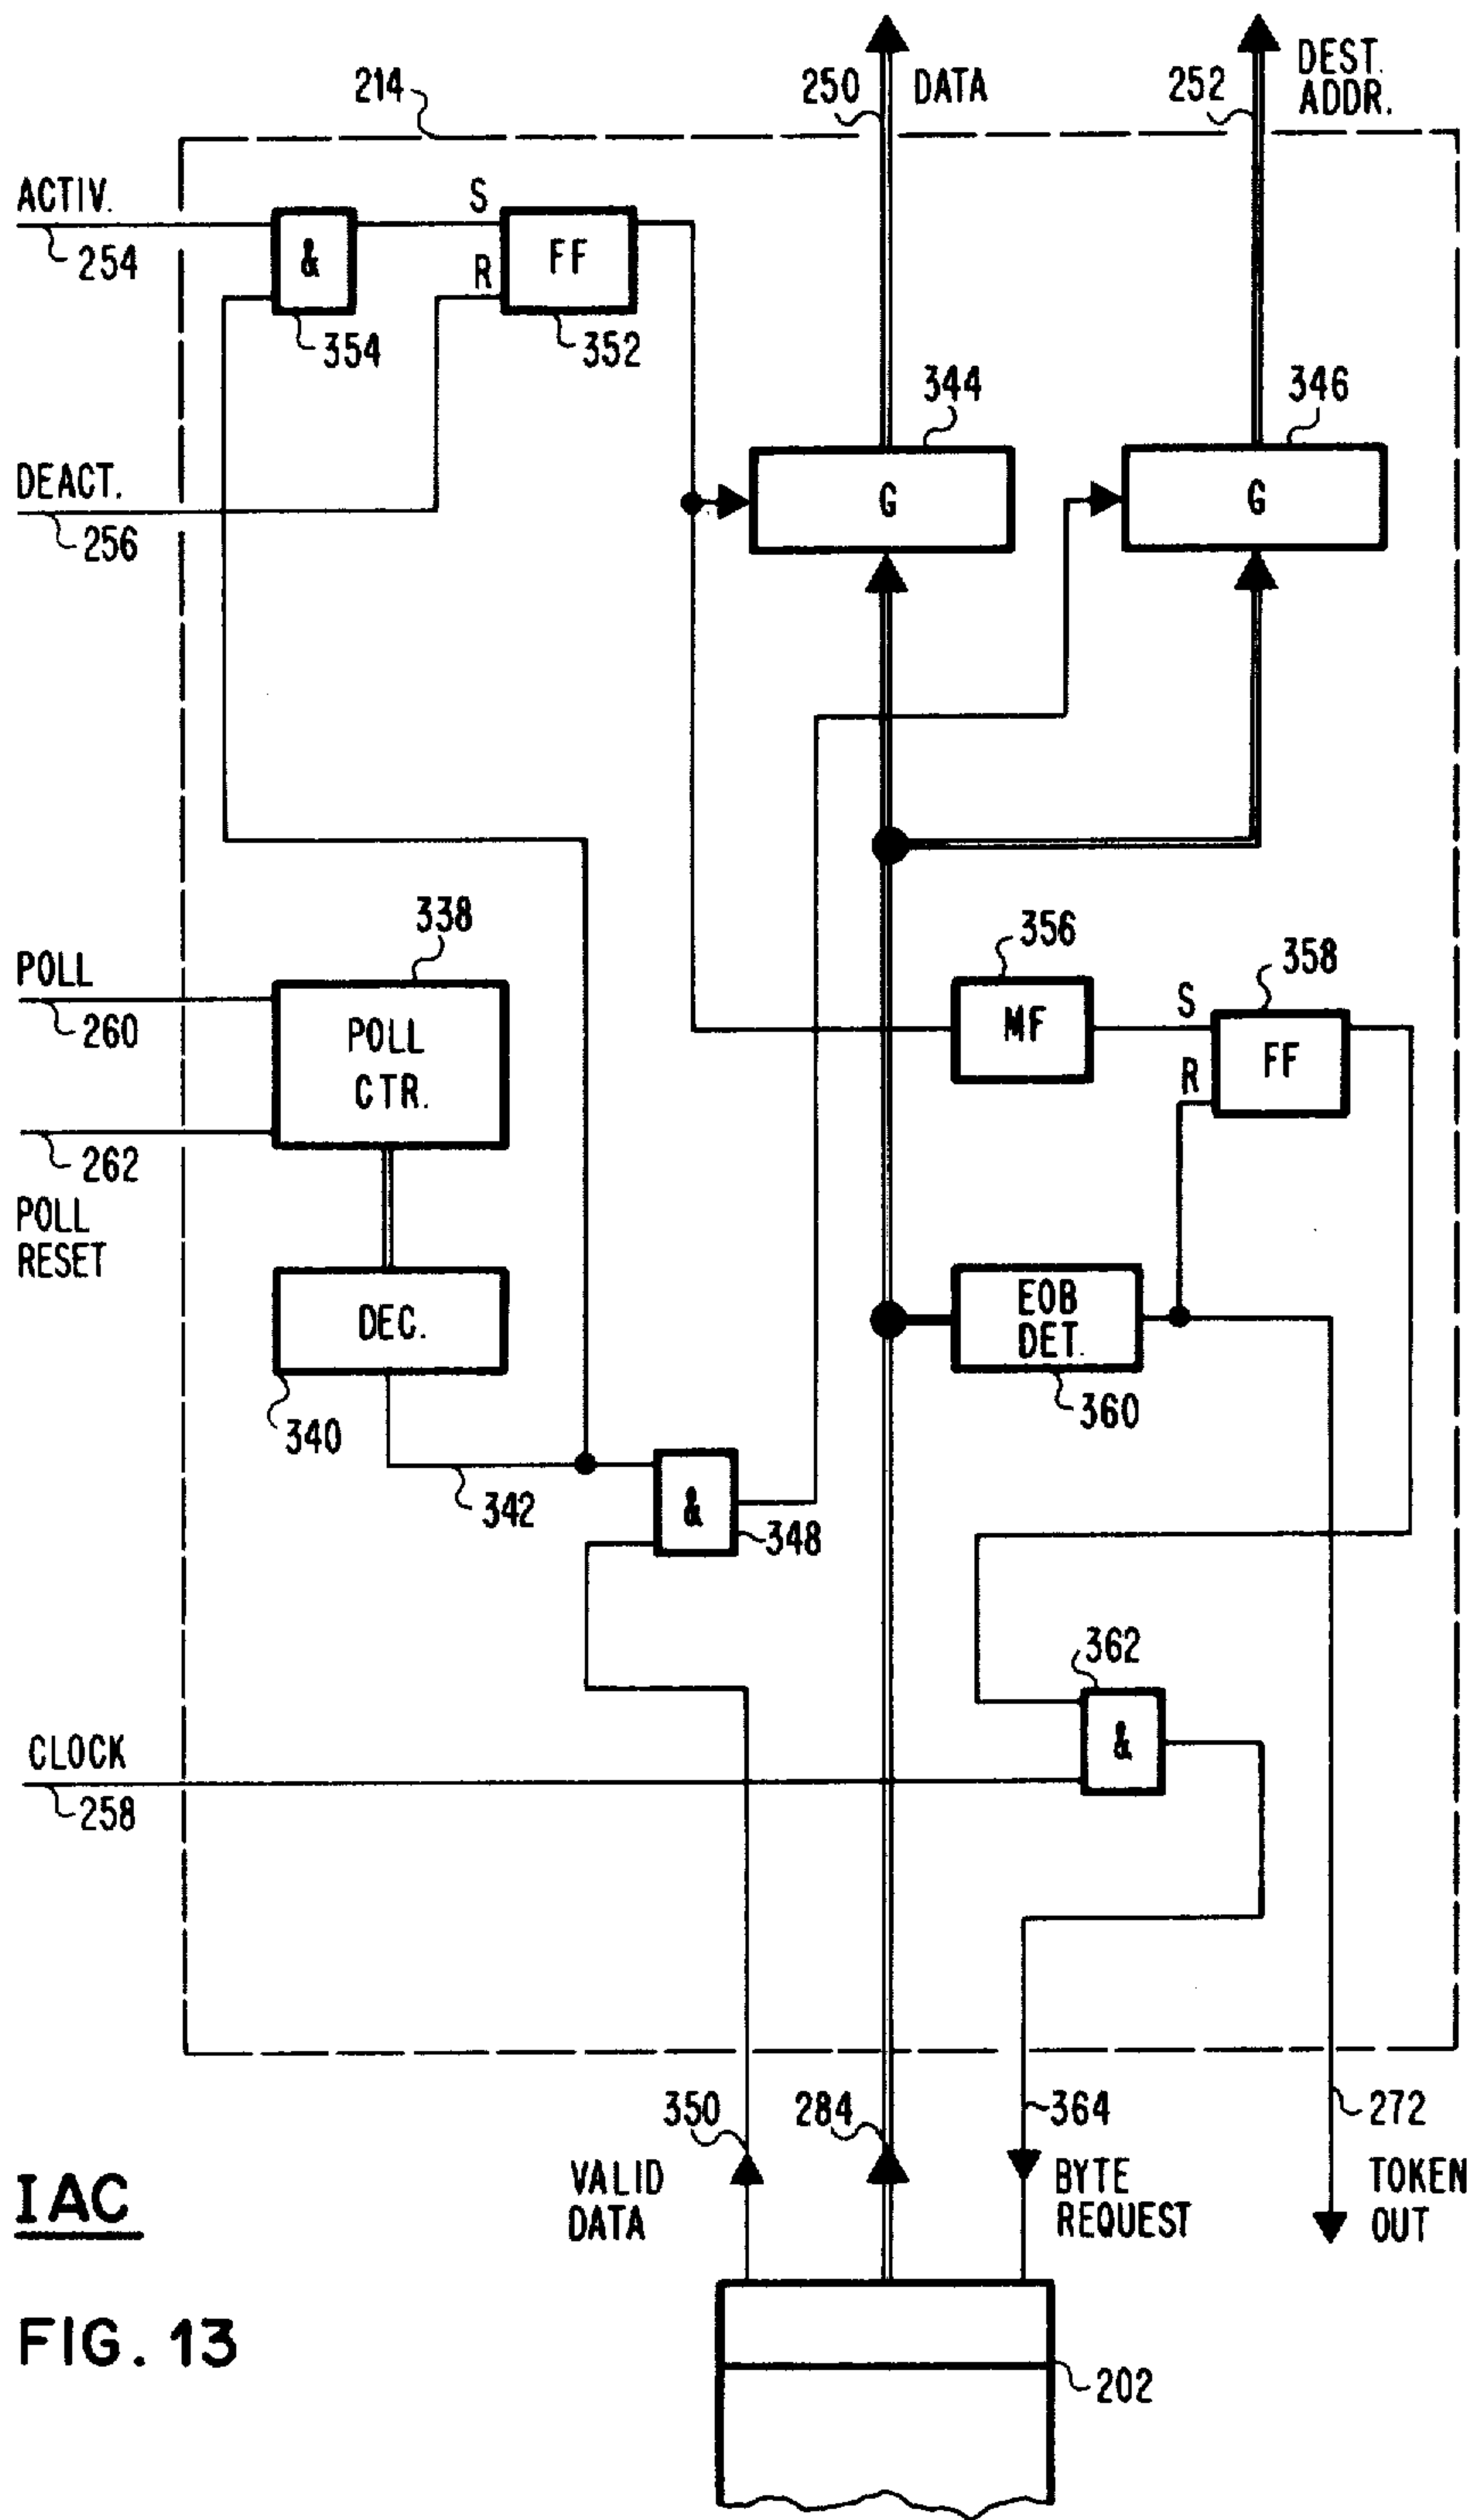 250 DATA
252 DEST.
ADDR.
214
ACTIV.
254
S
R
&
FF
354
352
344
346
G
G
DEACT.
256
338
POLL
260
POLL
CTR.
262
POLL
RESET
356
MF
358
S
R
FF
DEC.
340
342
EOB
DET.
360
&
348
362
&
CLOCK
258
350
VALID
DATA
284
364
BYTE
REQUEST
272
TOKEN
OUT
IAC
FIG. 13
202